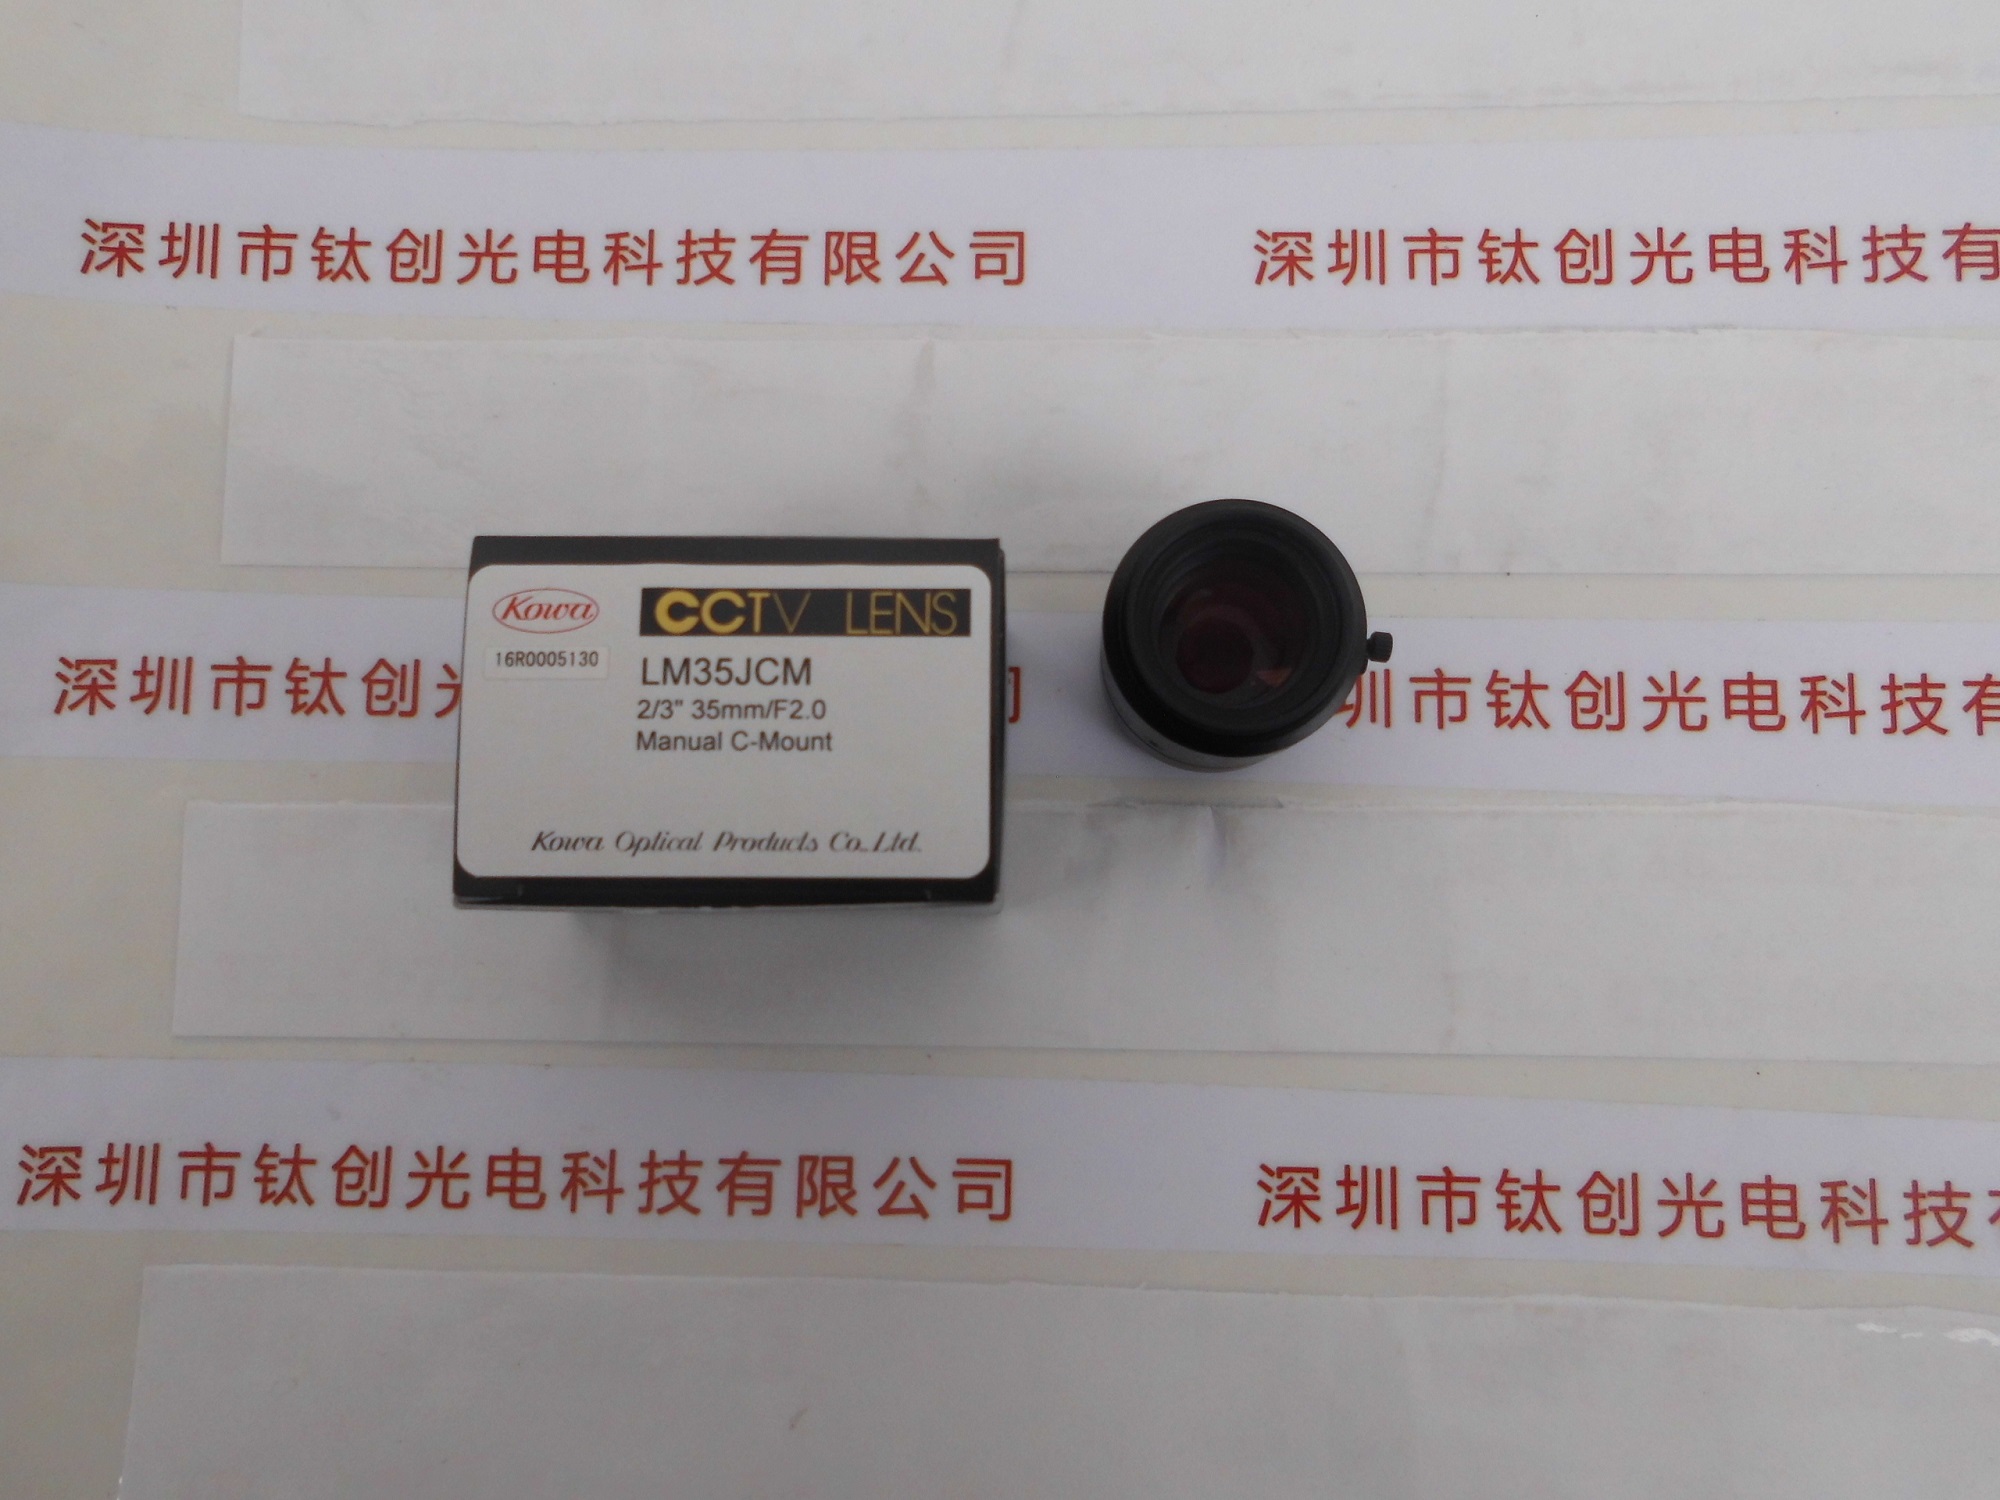 深圳市钛创光电科技有限公司 深圳市钛创光电科技有
Kowa CCTV LENS
16R0005130
LM35JCM
2/3" 35mm/F2.0
Manual C-Mount
Kowa Optical Products Co.,Ltd.
深圳市钛创 司 圳市钛创光电科技有
深圳市钛创光电科技有限公司 深圳市钛创光电科技